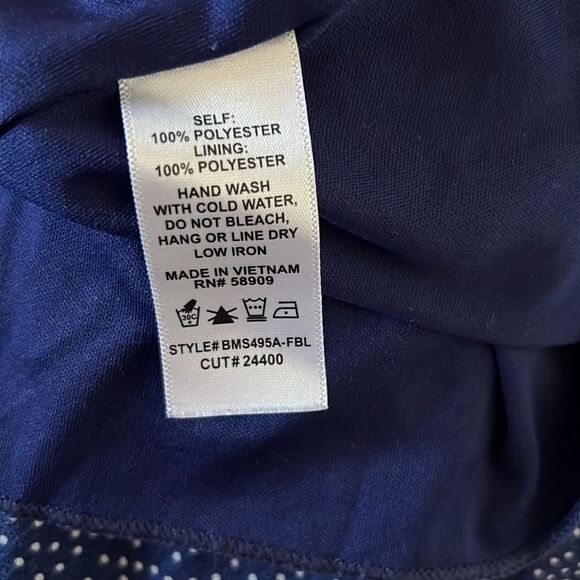 SELF:
100% POLYESTER
LINING:
100% POLYESTER
HAND WASH
WITH COLD WATER,
DO NOT BLEACH,
HANG OR LINE DRY
LOW IRON
MADE IN VIETNAM
RN# 58909
30C
STYLE# BMS495A-FBL
CUT# 24400